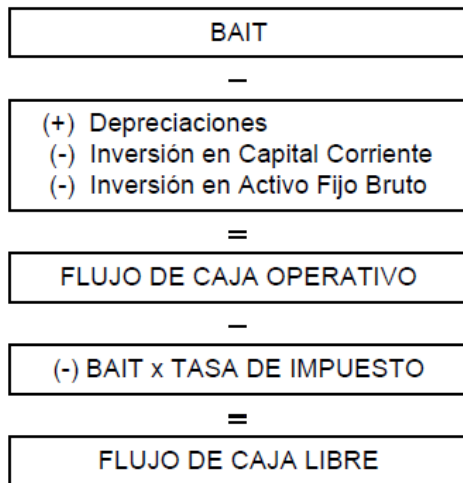 BAIT
–
(+) Depreciaciones
(-) Inversión en Capital Corriente
(-) Inversión en Activo Fijo Bruto
=
FLUJO DE CAJA OPERATIVO
–
(-) BAIT x TASA DE IMPUESTO
=
FLUJO DE CAJA LIBRE